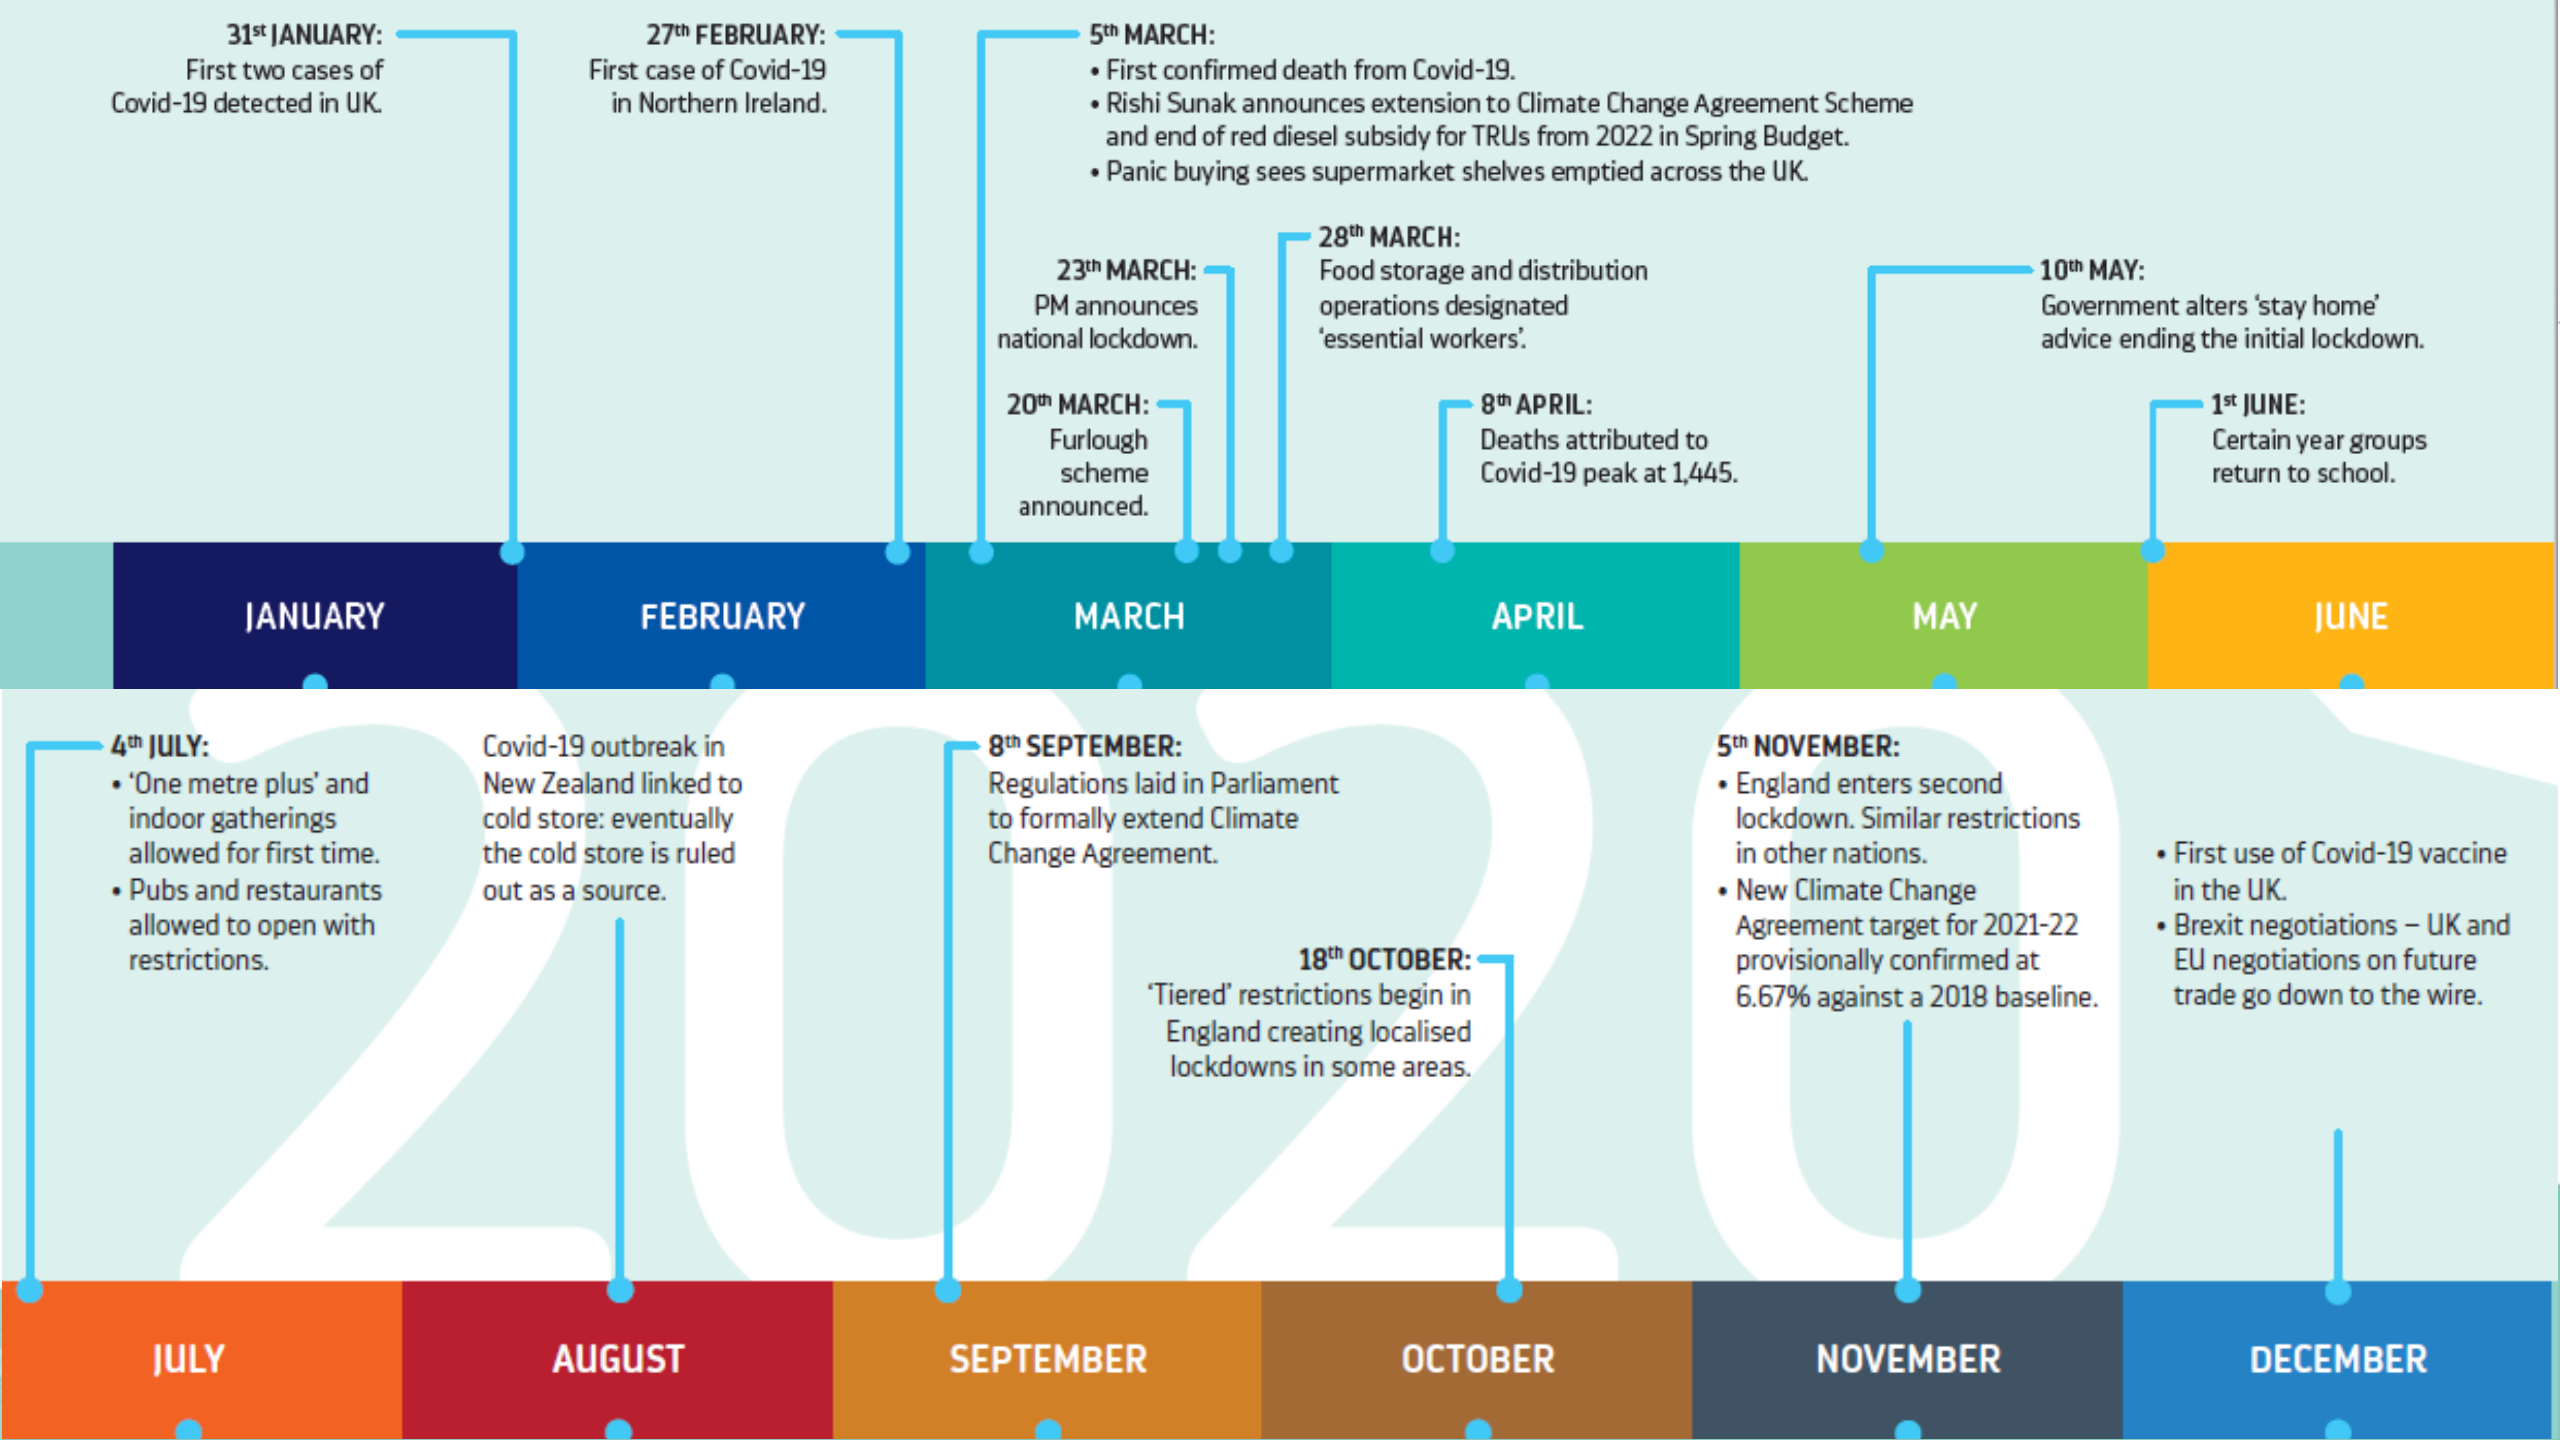 31st JANUARY:
First two cases of
Covid-19 detected in UK.
27th FEBRUARY:
First case of Covid-19
in Northern Ireland.
5th MARCH:
• First confirmed death from Covid-19.
• Rishi Sunak announces extension to Climate Change Agreement Scheme
and end of red diesel subsidy for TRUs from 2022 in Spring Budget.
• Panic buying sees supermarket shelves emptied across the UK.
20th MARCH:
Furlough
scheme
announced.
23th MARCH:
PM announces
national lockdown.
28th MARCH:
Food storage and distribution
operations designated
‘essential workers’.
8th APRIL:
Deaths attributed to
Covid-19 peak at 1,445.
10th MAY:
Government alters ‘stay home’
advice ending the initial lockdown.
1st JUNE:
Certain year groups
return to school.
JANUARY
FEBRUARY
MARCH
APRIL
MAY
JUNE
2020
4th JULY:
• ‘One metre plus’ and
indoor gatherings
allowed for first time.
• Pubs and restaurants
allowed to open with
restrictions.
Covid-19 outbreak in
New Zealand linked to
cold store: eventually
the cold store is ruled
out as a source.
8th SEPTEMBER:
Regulations laid in Parliament
to formally extend Climate
Change Agreement.
18th OCTOBER:
‘Tiered’ restrictions begin in
England creating localised
lockdowns in some areas.
5th NOVEMBER:
• England enters second
lockdown. Similar restrictions
in other nations.
• New Climate Change
Agreement target for 2021-22
provisionally confirmed at
6.67% against a 2018 baseline.
• First use of Covid-19 vaccine
in the UK.
• Brexit negotiations – UK and
EU negotiations on future
trade go down to the wire.
JULY
AUGUST
SEPTEMBER
OCTOBER
NOVEMBER
DECEMBER